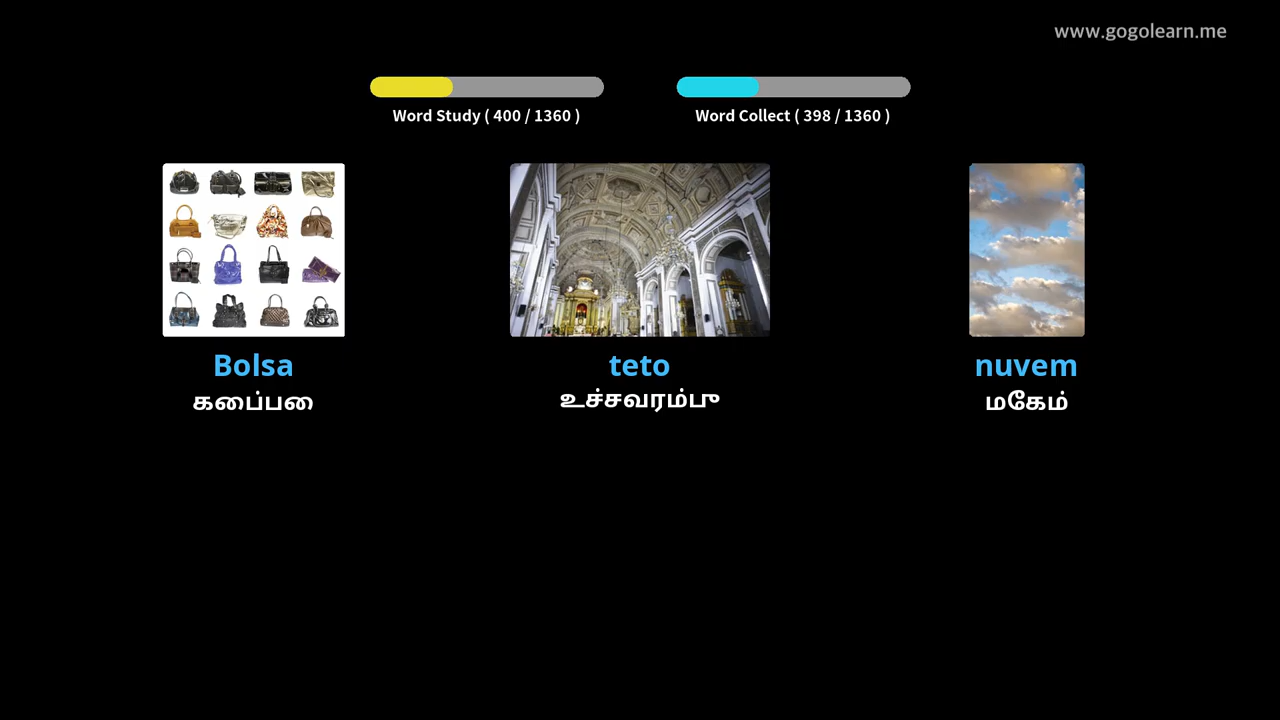 www.gogolearn.me
Word Study ( 400 / 1360 )
Word Collect ( 398 / 1360 )
Bolsa
கைப்பை
teto
உச்சவரம்பு
nuvem
மேகம்